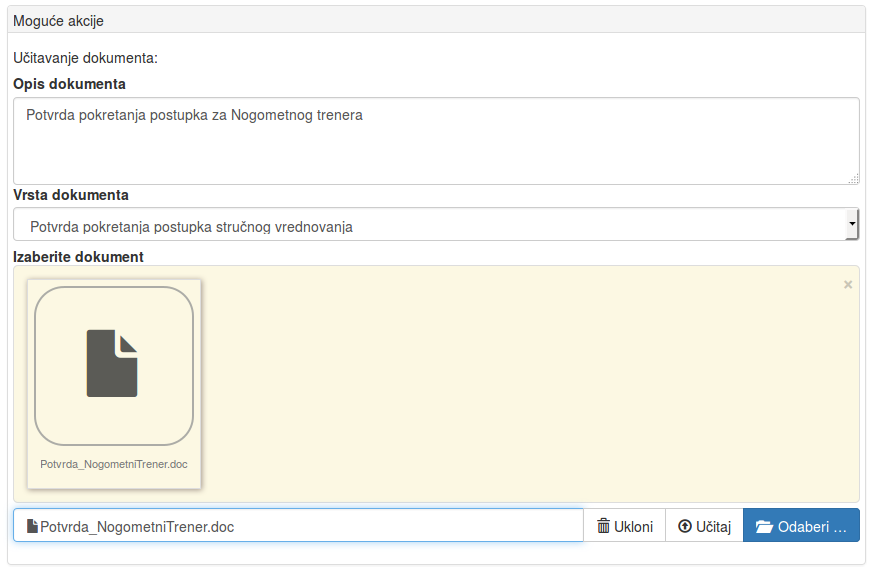 Moguće akcije
Učitavanje dokumenta:
Opis dokumenta
Potvrda pokretanja postupka za Nogometnog trenera
Vrsta dokumenta
Potvrda pokretanja postupka stručnog vrednovanja
Izaberite dokument
×
Potvrda_NogometniTrener.doc
Potvrda_NogometniTrener.doc Ukloni Učitaj Odaberi ...